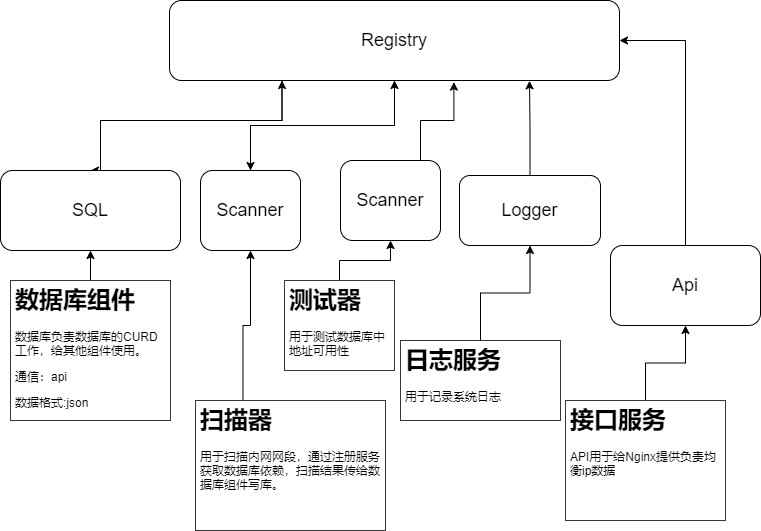 Registry
SQL
Scanner
Scanner
Logger
Api
数据库组件
数据库负责数据库的CURD
工作，给其他组件使用。
通信：api
数据格式:json
测试器
用于测试数据库中
地址可用性
日志服务
用于记录系统日志
扫描器
用于扫描内网网段，通过注册服务
获取数据库依赖，扫描结果传给数
据库组件写库。
接口服务
API用于给Nginx提供负责均
衡ip数据